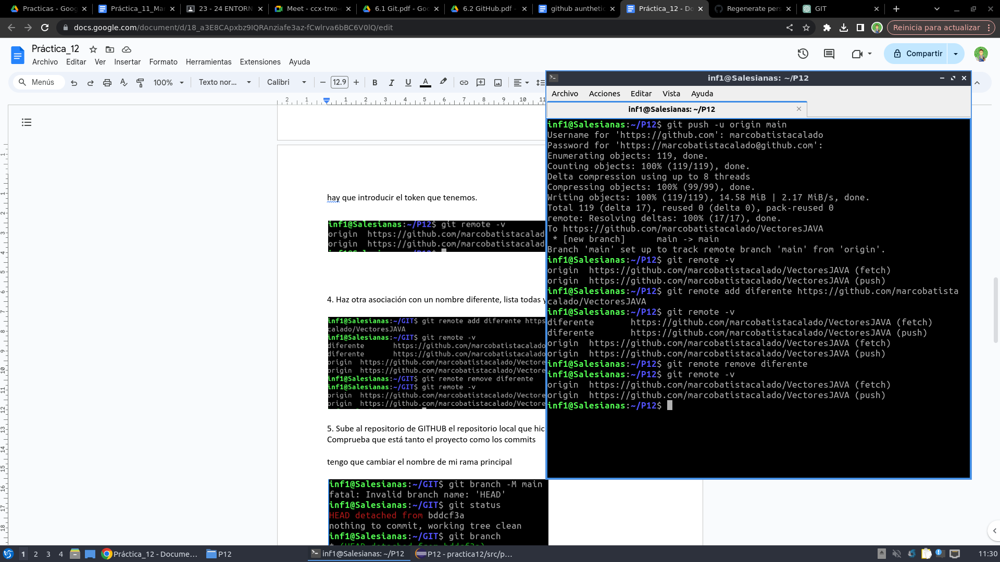 Practicas - Goog
Práctica_11_Mar
23 - 24 ENTORN
Meet - ccx-trxo-
6.1 Git.pdf - Goo
6.2 GitHub.pdf -
github aunthetic
Práctica_12 - Do
Regenerate pers
GIT
docs.google.com/document/d/18_a3E8CApxbz9IQRAnziafe3az-fCwlrva6bBC6V0lQ/edit
Reinicia para actualizar
Práctica_12
Archivo Editar Ver Insertar Formato Herramientas Extensiones Ayuda
Compartir
Menús
100%
Texto nor...
Calibri
12.9
hay que introducir el token que tenemos.
inf1@Salesianas:~/P12$ git remote -v
origin https://github.com/marcobatistacalad
origin https://github.com/marcobatistacalad
4. Haz otra asociación con un nombre diferente, lista todas y
inf1@Salesianas:~/GIT$ git remote add diferente https
calado/VectoresJAVA
inf1@Salesianas:~/GIT$ git remote -v
diferente https://github.com/marcobatistacalado
diferente https://github.com/marcobatistacalado
origin https://github.com/marcobatistacalado/Vectore
origin https://github.com/marcobatistacalado/Vectore
inf1@Salesianas:~/GIT$ git remote remove diferente
inf1@Salesianas:~/GIT$ git remote -v
origin https://github.com/marcobatistacalado/Vectore
origin https://github.com/marcobatistacalado/Vectore
5. Sube al repositorio de GITHUB el repositorio local que hic
Comprueba que está tanto el proyecto como los commits
tengo que cambiar el nombre de mi rama principal
inf1@Salesianas:~/GIT$ git branch -M main
fatal: Invalid branch name: 'HEAD'
inf1@Salesianas:~/GIT$ git status
HEAD detached from bddcf3a
nothing to commit, working tree clean
inf1@Salesianas:~/GIT$ git branch
* (HEAD detached from bddcf3a)
inf1@Salesianas: ~/P12
Archivo Acciones Editar Vista Ayuda
inf1@Salesianas: ~/P12
inf1@Salesianas:~/P12$ git push -u origin main
Username for 'https://github.com': marcobatistacalado
Password for 'https://marcobatistacalado@github.com':
Enumerating objects: 119, done.
Counting objects: 100% (119/119), done.
Delta compression using up to 8 threads
Compressing objects: 100% (99/99), done.
Writing objects: 100% (119/119), 14.58 MiB | 2.17 MiB/s, done.
Total 119 (delta 17), reused 0 (delta 0), pack-reused 0
remote: Resolving deltas: 100% (17/17), done.
To https://github.com/marcobatistacalado/VectoresJAVA
* [new branch] main -> main
Branch 'main' set up to track remote branch 'main' from 'origin'.
inf1@Salesianas:~/P12$ git remote -v
origin https://github.com/marcobatistacalado/VectoresJAVA (fetch)
origin https://github.com/marcobatistacalado/VectoresJAVA (push)
inf1@Salesianas:~/P12$ git remote add diferente https://github.com/marcobatista
calado/VectoresJAVA
inf1@Salesianas:~/P12$ git remote -v
diferente https://github.com/marcobatistacalado/VectoresJAVA (fetch)
diferente https://github.com/marcobatistacalado/VectoresJAVA (push)
origin https://github.com/marcobatistacalado/VectoresJAVA (fetch)
origin https://github.com/marcobatistacalado/VectoresJAVA (push)
inf1@Salesianas:~/P12$ git remote remove diferente
inf1@Salesianas:~/P12$ git remote -v
origin https://github.com/marcobatistacalado/VectoresJAVA (fetch)
origin https://github.com/marcobatistacalado/VectoresJAVA (push)
inf1@Salesianas:~/P12$
1 2 3 4
Práctica_12 - Docume...
P12
inf1@Salesianas: ~/P12
P12 - practica12/src/p...
11:30